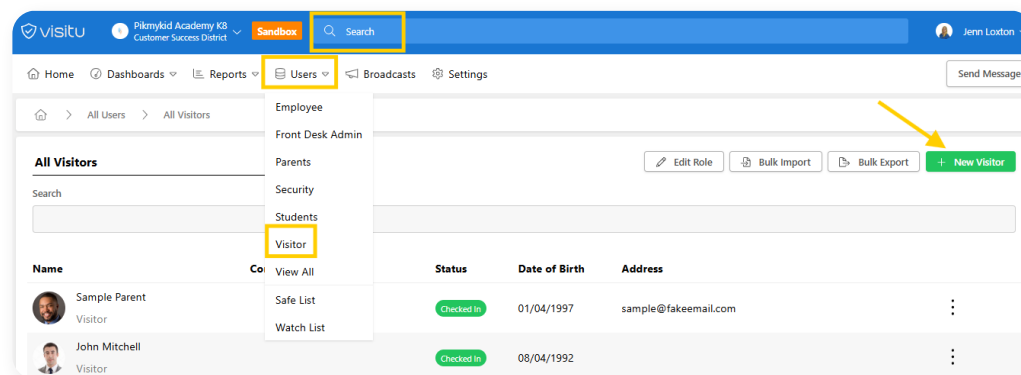 visitu
Pikmykid Academy K8
Customer Success District
Sandbox
Search
Jenn Loxton
Home
Dashboards
Reports
Users
Broadcasts
Settings
Send Message
All Users
All Visitors
Employee
Front Desk Admin
Parents
Security
Students
Visitor
View All
Safe List
Watch List
All Visitors
Edit Role
Bulk Import
Bulk Export
+ New Visitor
Search
Name
Status
Date of Birth
Address
Sample Parent
Visitor
Checked In
01/04/1997
sample@fakeemail.com
John Mitchell
Visitor
Checked In
08/04/1992